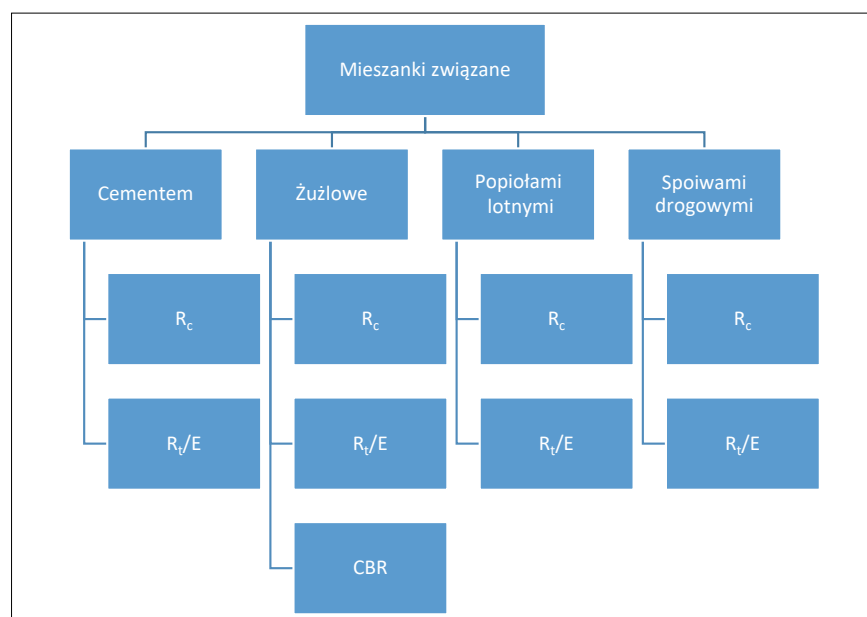 Mieszanki związane
Cementem
Żużlowe
Popiołami
lotnymi
Spoiwami
drogowymi
Rc
Rc
Rc
Rc
Rt/E
Rt/E
Rt/E
Rt/E
CBR